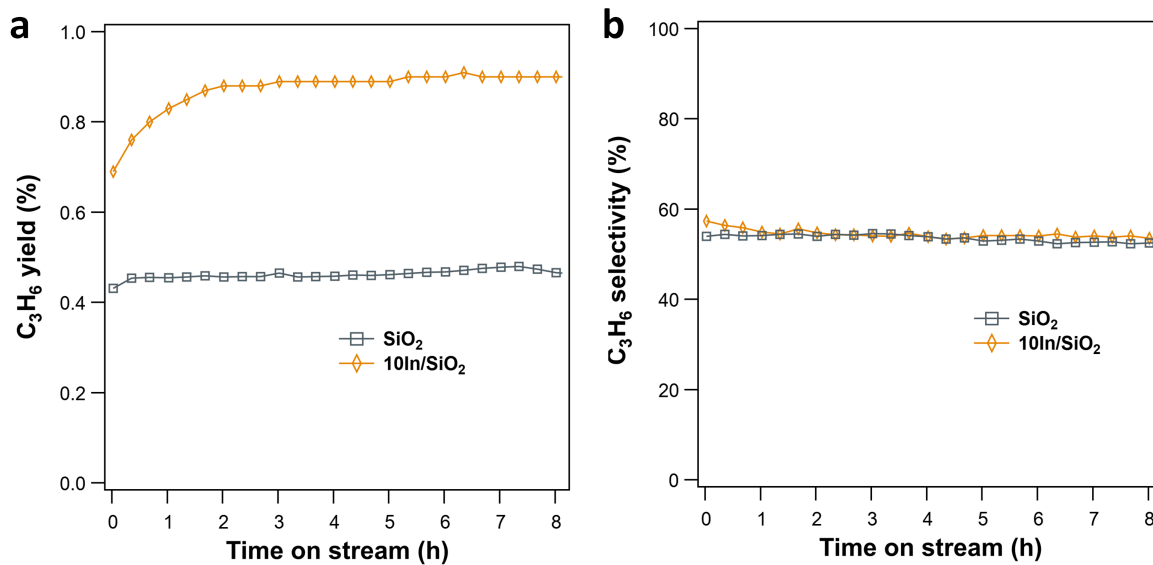 a
1.0
0.8
0.6
0.4
0.2
0.0
C₃H₆ yield (%)
SiO₂
10In/SiO₂
0 1 2 3 4 5 6 7 8
Time on stream (h)
b
100
80
60
40
20
0
C₃H₆ selectivity (%)
SiO₂
10In/SiO₂
0 1 2 3 4 5 6 7 8
Time on stream (h)